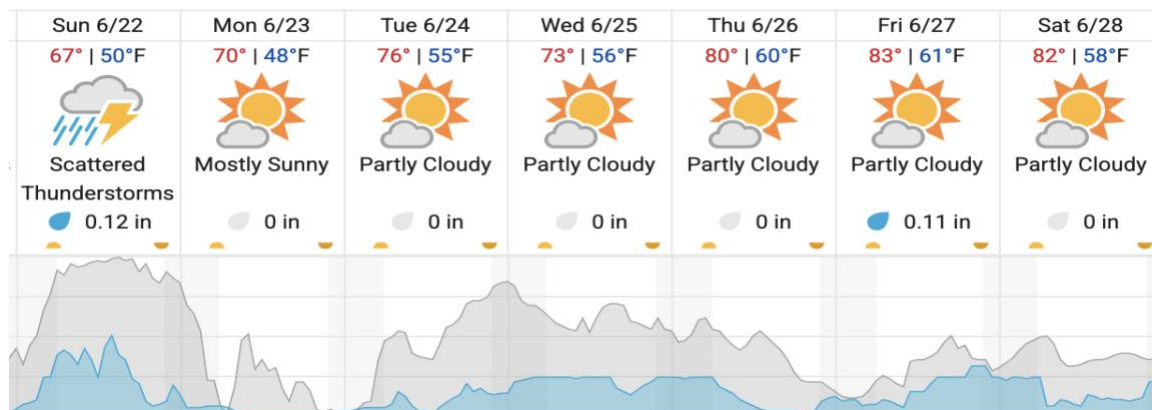 Sun 6/22 Mon 6/23 Tue 6/24 Wed 6/25 Thu 6/26 Fri 6/27 Sat 6/28
67° | 50°F 70° | 48°F 76° | 55°F 73° | 56°F 80° | 60°F 83° | 61°F 82° | 58°F
Scattered Mostly Sunny Partly Cloudy Partly Cloudy Partly Cloudy Partly Cloudy Partly Cloudy
Thunderstorms
0.12 in 0 in 0 in 0 in 0 in 0.11 in 0 in